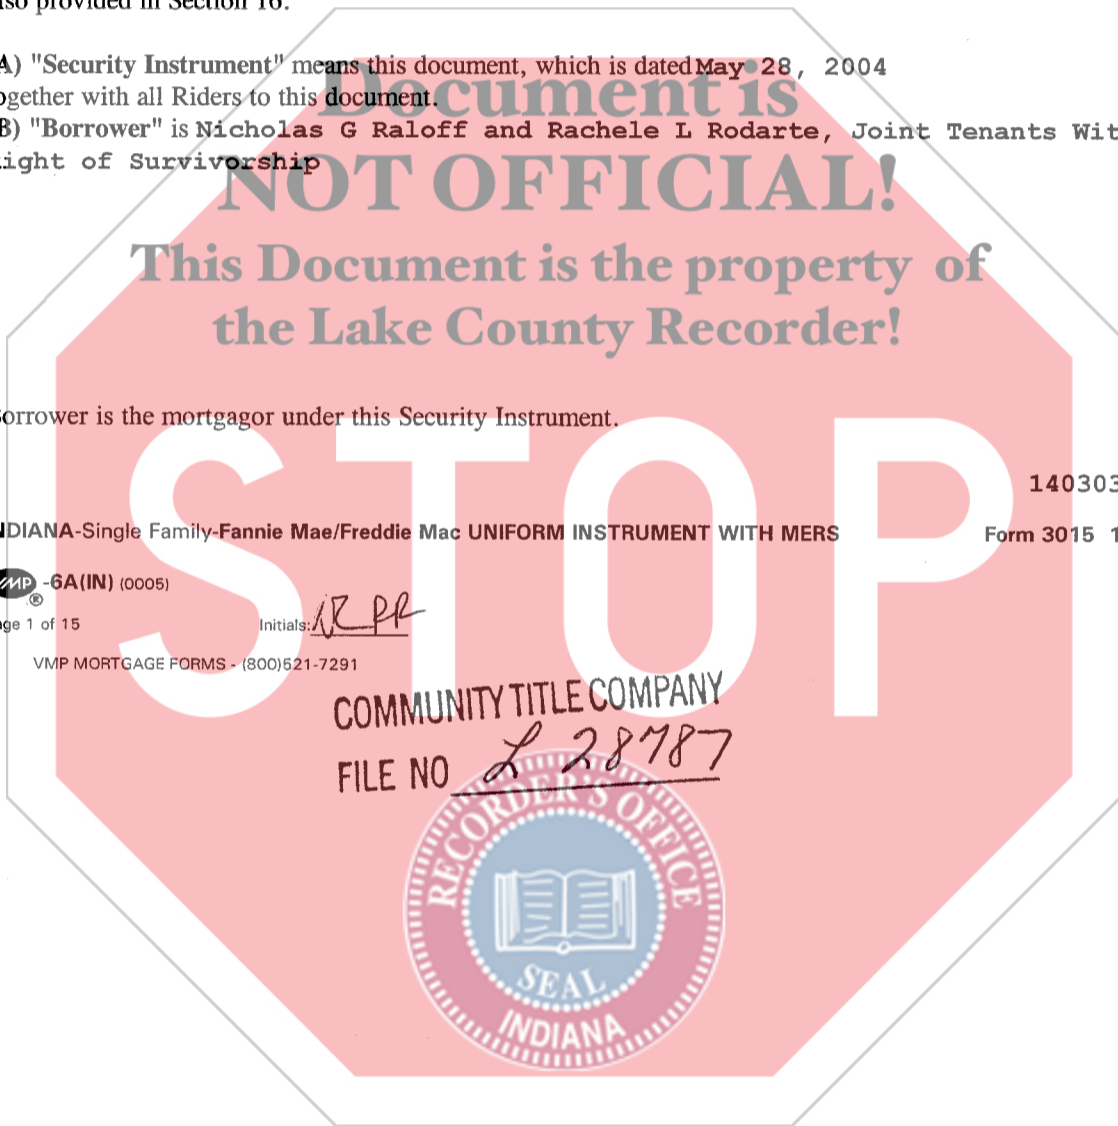 so provided in Section 16.
A) "Security Instrument" means this document, which is dated May 28, 2004
ogether with all Riders to this document.
B) "Borrower" is Nicholas G Raloff and Rachele L Rodarte, Joint Tenants Wit
ight of Survivorship
Document is
NOT OFFICIAL!
This Document is the property of
the Lake County Recorder!
orrower is the mortgagor under this Security Instrument.
STOP
140303
NDIANA-Single Family-Fannie Mae/Freddie Mac UNIFORM INSTRUMENT WITH MERS Form 3015 1
VMP ® -6A(IN) (0005)
ge 1 of 15 Initials:
VMP MORTGAGE FORMS - (800)521-7291
COMMUNITY TITLE COMPANY
FILE NO L 28787
RECORDER'S OFFICE
SEAL
INDIANA